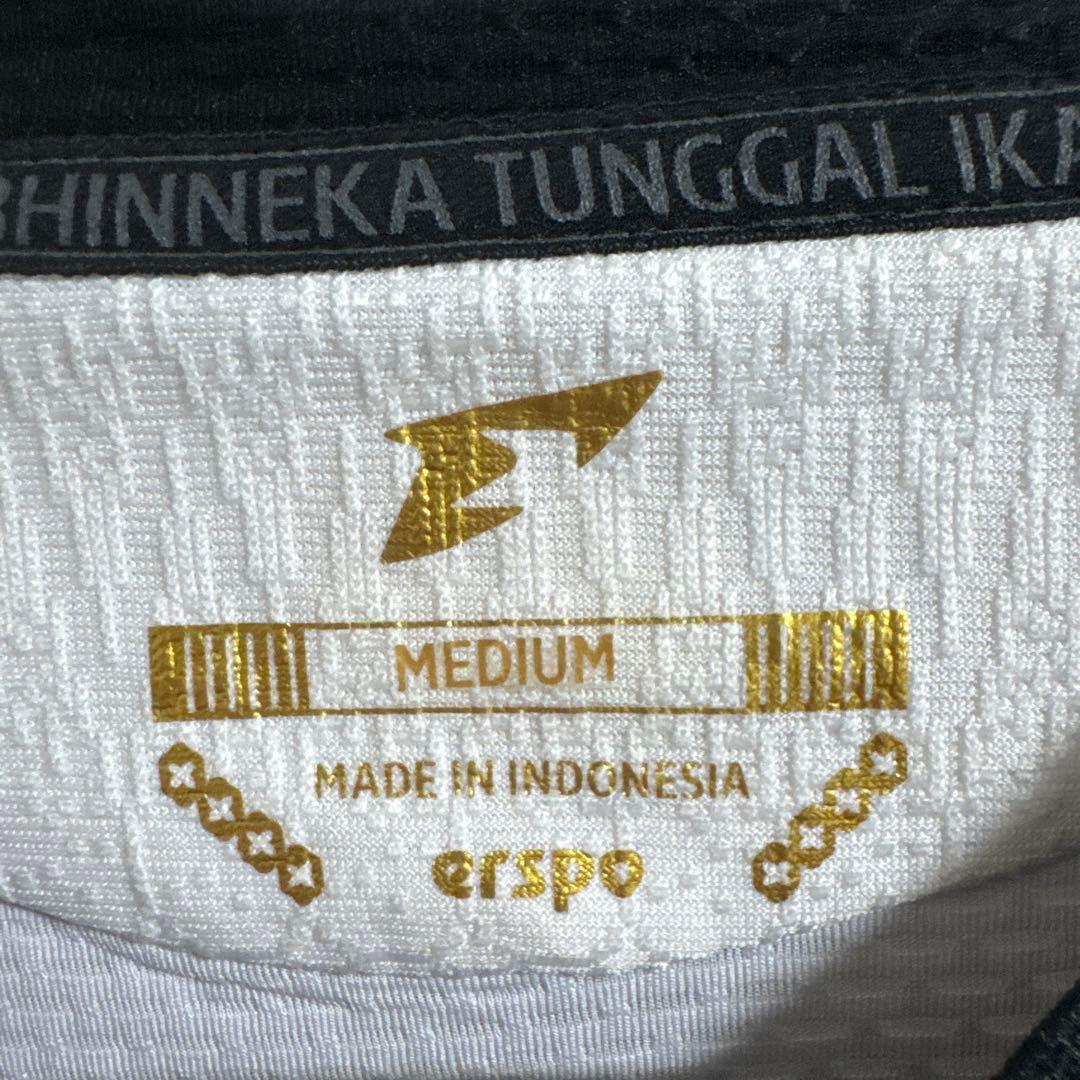 BHINNEKA TUNGGAL IKA
MEDIUM
MADE IN INDONESIA
erspo